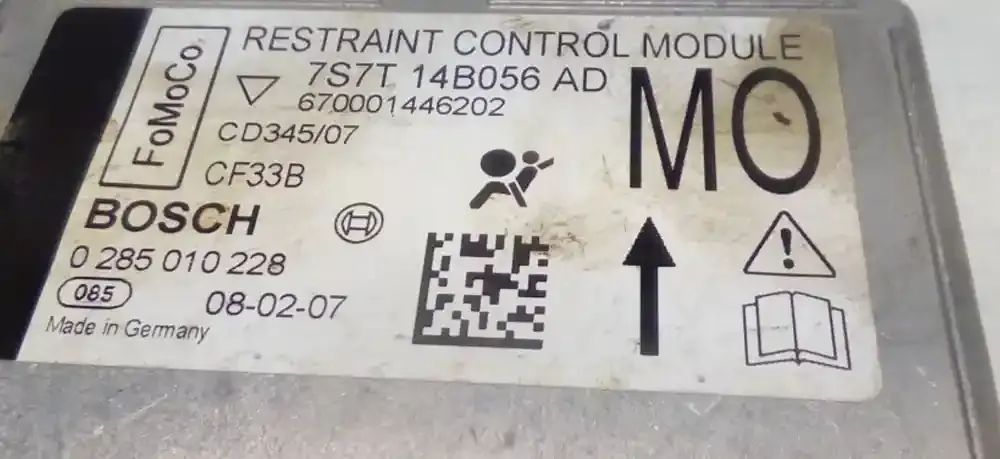 FoMoCo
RESTRAINT CONTROL MODULE
7S7T 14B056 AD
670001446202
CD345/07
CF33B
MO
BOSCH
0 285 010 228
085
08-02-07
Made in Germany